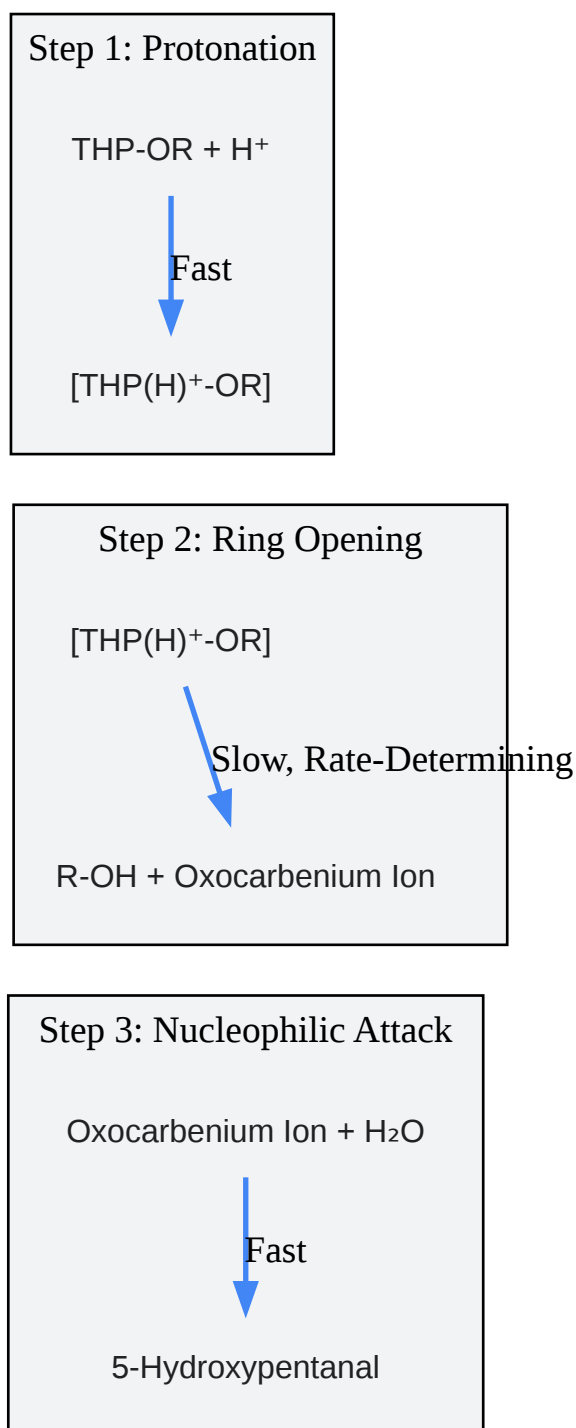 Step 1: Protonation
THP-OR + H⁺
Fast
[THP(H)⁺-OR]
Step 2: Ring Opening
[THP(H)⁺-OR]
Slow, Rate-Determining
R-OH + Oxocarbenium Ion
Step 3: Nucleophilic Attack
Oxocarbenium Ion + H₂O
Fast
5-Hydroxypentanal